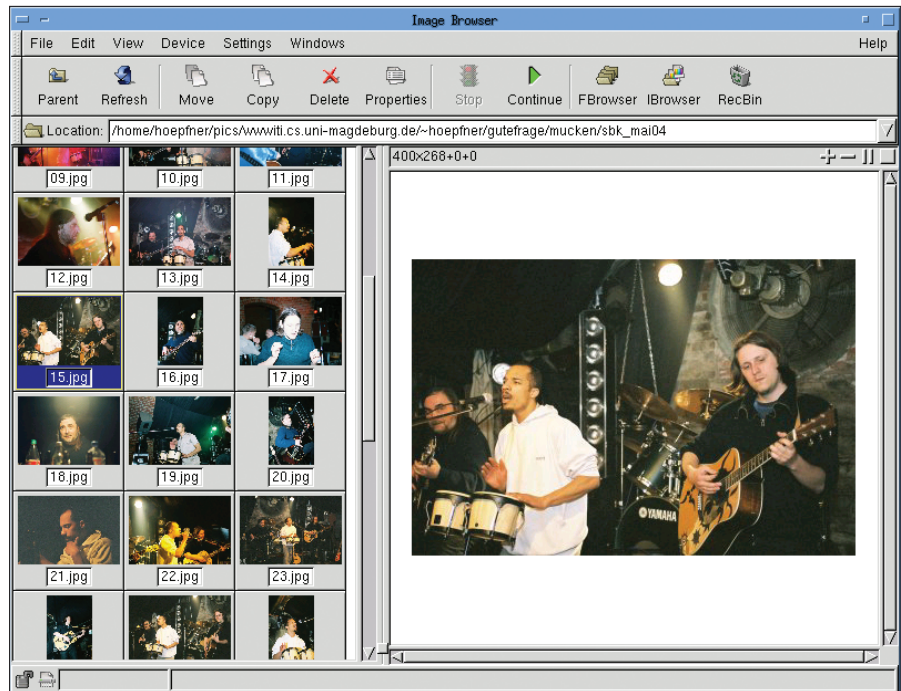 Image Browser
File Edit View Device Settings Windows Help
Parent Refresh Move Copy Delete Properties Stop Continue FBrowser IBrowser RecBin
Location: /home/hoepfner/pics/wwwiti.cs.uni-magdeburg.de/~hoepfner/gutefrage/mucken/sbk_mai04
400x268+0+0
09.jpg 10.jpg 11.jpg
12.jpg 13.jpg 14.jpg
15.jpg 16.jpg 17.jpg
18.jpg 19.jpg 20.jpg
21.jpg 22.jpg 23.jpg
YAMAHA